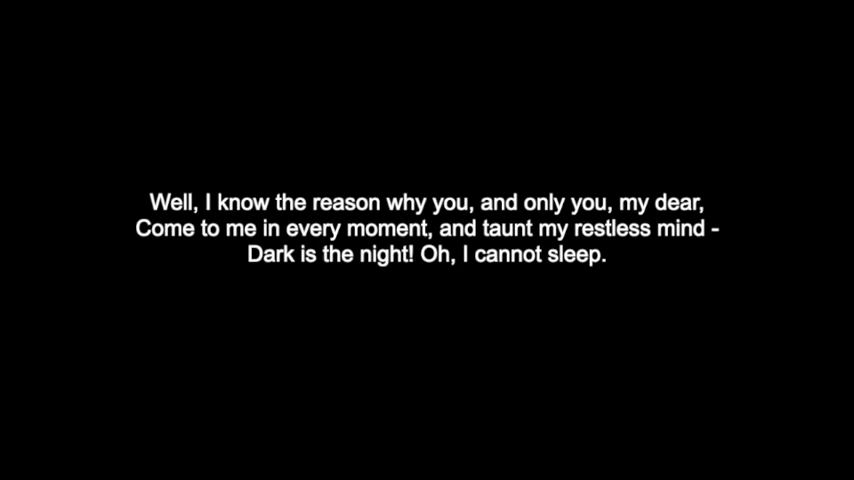 Well, I know the reason why you, and only you, my dear,
Come to me in every moment, and taunt my restless mind -
Dark is the night! Oh, I cannot sleep.